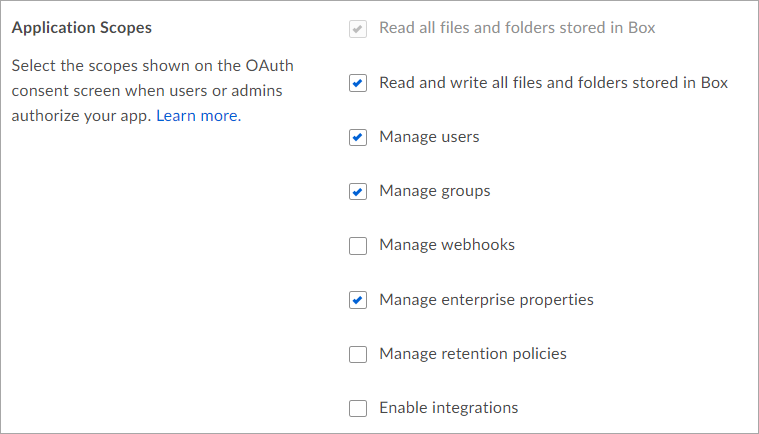 Application Scopes
Select the scopes shown on the OAuth
consent screen when users or admins
authorize your app. Learn more.
Read all files and folders stored in Box
Read and write all files and folders stored in Box
Manage users
Manage groups
Manage webhooks
Manage enterprise properties
Manage retention policies
Enable integrations